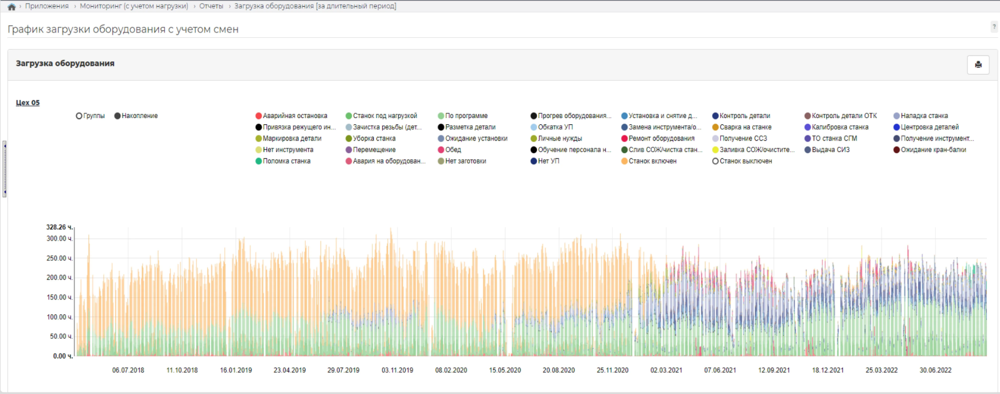 Приложения › Мониторинг (с учетом нагрузки) › Отчеты › Загрузка оборудования [за длительный период]
График загрузки оборудования с учетом смен
?
Загрузка оборудования
Цех 05
Группы Накопление Аварийная остановка Станок под нагрузкой По программе Прогрев оборудования... Установка и снятие д... Контроль детали Контроль детали ОТК Наладка станка
Привязка режущего ин... Зачистка резьбы (дет... Разметка детали Обкатка УП Замена инструмента/о... Сварка на станке Калибровка станка Центровка деталей
Маркировка детали Уборка станка Ожидание установки Личные нужды Ремонт оборудования Получение ССЗ ТО станка СГМ Получение инструмент...
Нет инструмента Перемещение Обед Обучение персонала н... Слив СОЖ/чистка стан... Заливка СОЖ/очистите... Выдача СИЗ Ожидание кран-балки
Поломка станка Авария на оборудован... Нет заготовки Нет УП Станок включен Станок выключен
328.26 ч.
300.00 ч.
250.00 ч.
200.00 ч.
150.00 ч.
100.00 ч.
50.00 ч.
0.00 ч.
06.07.2018 11.10.2018 16.01.2019 23.04.2019 29.07.2019 03.11.2019 08.02.2020 15.05.2020 20.08.2020 25.11.2020 02.03.2021 07.06.2021 12.09.2021 18.12.2021 25.03.2022 30.06.2022